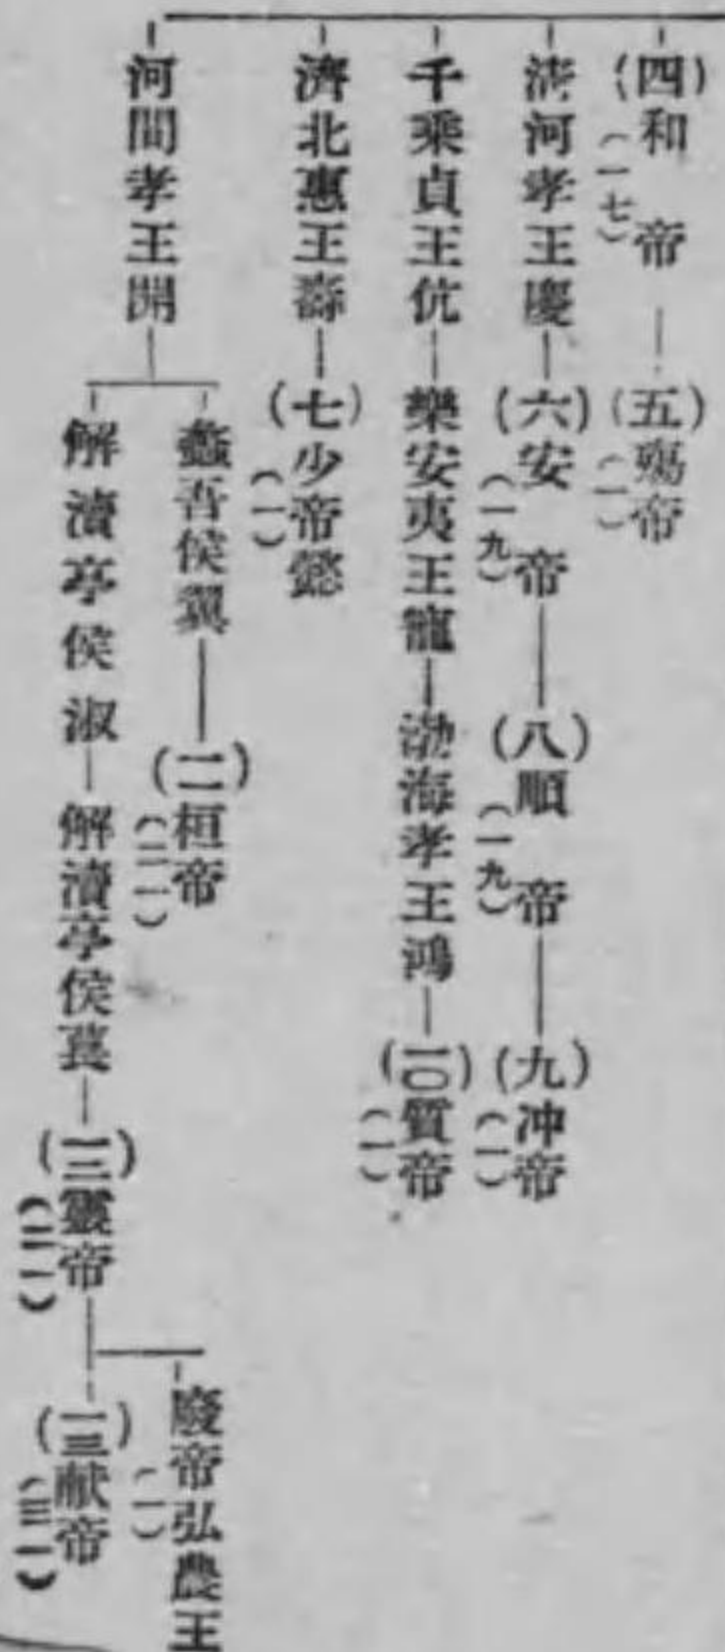 (四)和帝
(一七)
(五)殤帝
(一)
清河孝王慶
(六)安帝
(一九)
(八)順帝
(一九)
(九)冲帝
(一)
千乘貞王伉
樂安夷王寵
渤海孝王鴻
(一〇)質帝
(一)
濟北惠王壽
(七)少帝懿
(一)
河間孝王開
蠡吾侯翼
(一一)桓帝
(二一)
解瀆亭侯淑
解瀆亭侯萇
(一二)靈帝
(二一)
廢帝弘農王
(一)
(一三)献帝
(三一)